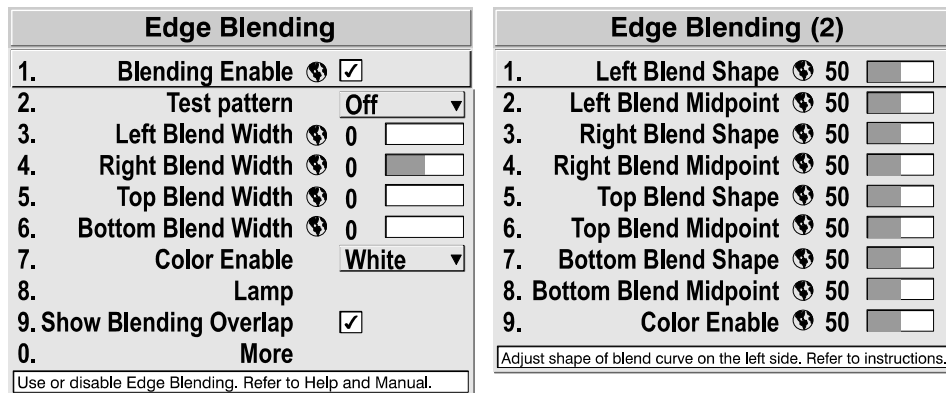 Edge Blending
1. Blending Enable
2. Test pattern Off
3. Left Blend Width 0
4. Right Blend Width 0
5. Top Blend Width 0
6. Bottom Blend Width 0
7. Color Enable White
8. Lamp
9. Show Blending Overlap
0. More
Use or disable Edge Blending. Refer to Help and Manual.
Edge Blending (2)
1. Left Blend Shape 50
2. Left Blend Midpoint 50
3. Right Blend Shape 50
4. Right Blend Midpoint 50
5. Top Blend Shape 50
6. Top Blend Midpoint 50
7. Bottom Blend Shape 50
8. Bottom Blend Midpoint 50
9. Color Enable 50
Adjust shape of blend curve on the left side. Refer to instructions.